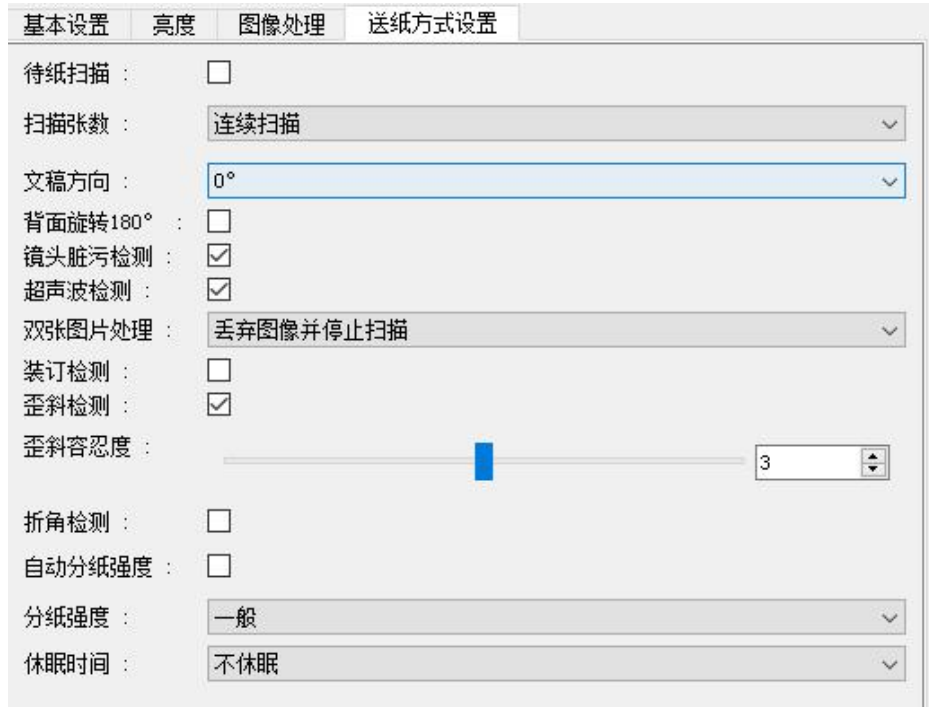 基本设置 亮度 图像处理 送纸方式设置
待纸扫描 :
扫描张数 : 连续扫描
文稿方向 : 0°
背面旋转180° :
镜头脏污检测 :
超声波检测 :
双张图片处理 : 丢弃图像并停止扫描
装订检测 :
歪斜检测 :
歪斜容忍度 : 3
折角检测 :
自动分纸强度 :
分纸强度 : 一般
休眠时间 : 不休眠